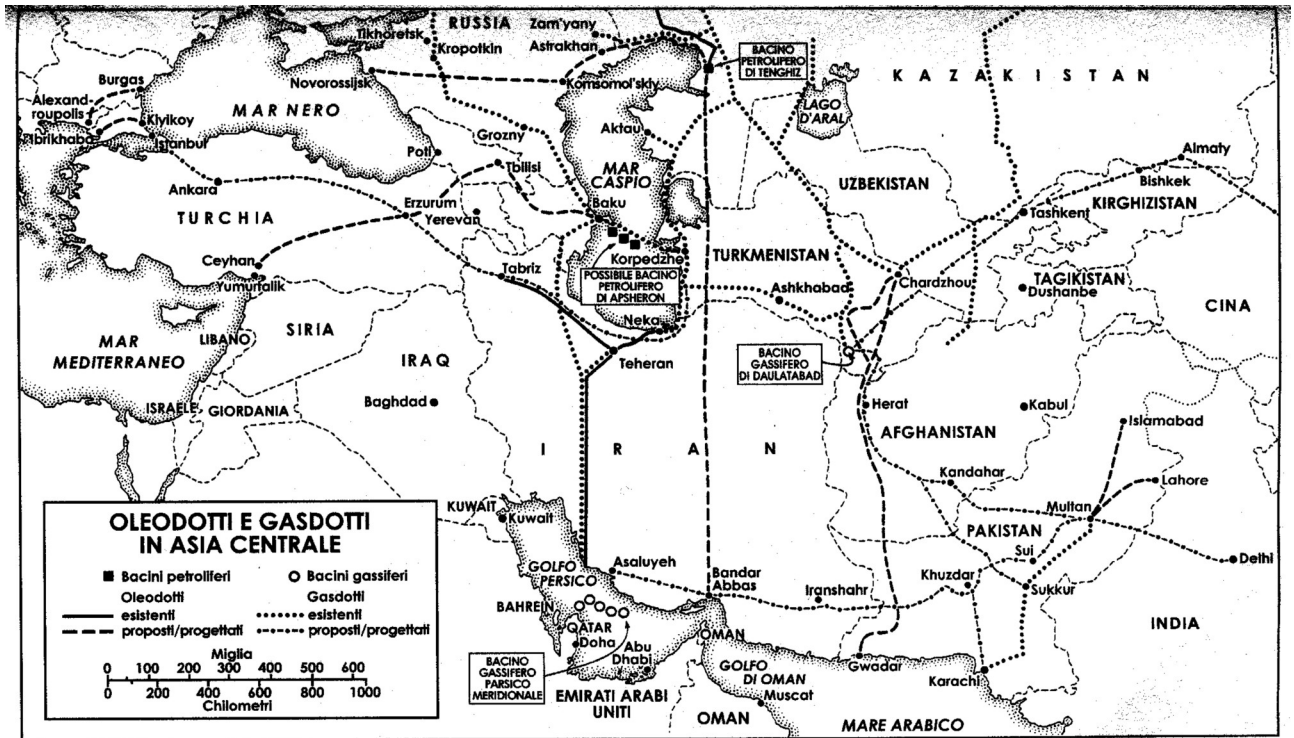 RUSSIA
Zam'yany
Tikhoretsk
Kropotkin
Astrakhan
BACINO
PETROLIFERO
DI TENGHIZ
KAZAKISTAN
Burgas
Novorossijsk
Komsomol'skiy
Alexand-
roupolis
MAR NERO
LAGO
D'ARAL
Kiyikoy
Ibrikhaba
Istanbul
Grozny
Aktau
Almaty
Poti
Tbilisi
MAR
CASPIO
Bishkek
Ankara
UZBEKISTAN
KIRGHIZISTAN
TURCHIA
Erzurum
Yerevan
Baku
Tashkent
Korpedzhe
TURKMENISTAN
Ceyhan
Yumurtalik
Tabriz
POSSIBILE BACINO
PETROLIFERO
DI APSHERON
Ashkhabad
Chardzhou
TAGIKISTAN
Dushanbe
CINA
SIRIA
Neka
MAR
MEDITERRANEO
LIBANO
IRAQ
Teheran
BACINO
GASSIFERO
DI DAULATABAD
ISRAELE
GIORDANIA
Baghdad
Herat
Kabul
Islamabad
AFGHANISTAN
IRAN
Kandahar
Lahore
KUWAIT
Kuwait
Multan
PAKISTAN
Sui
Delhi
GOLFO
PERSICO
Asaluyeh
Bandar
Abbas
Iranshahr
Khuzdar
Sukkur
BAHREIN
QATAR
Doha
Abu
Dhabi
OMAN
INDIA
BACINO
GASSIFERO
PARSICO
MERIDIONALE
EMIRATI ARABI
UNITI
GOLFO
DI OMAN
Muscat
Gwadar
Karachi
OMAN
MARE ARABICO
OLEODOTTI E GASDOTTI
IN ASIA CENTRALE
Bacini petroliferi
Bacini gassiferi
Oleodotti
Gasdotti
esistenti
esistenti
proposti/progettati
proposti/progettati
Miglia
0 100 200 300 400 500 600
0 200 400 600 800 1000
Chilometri